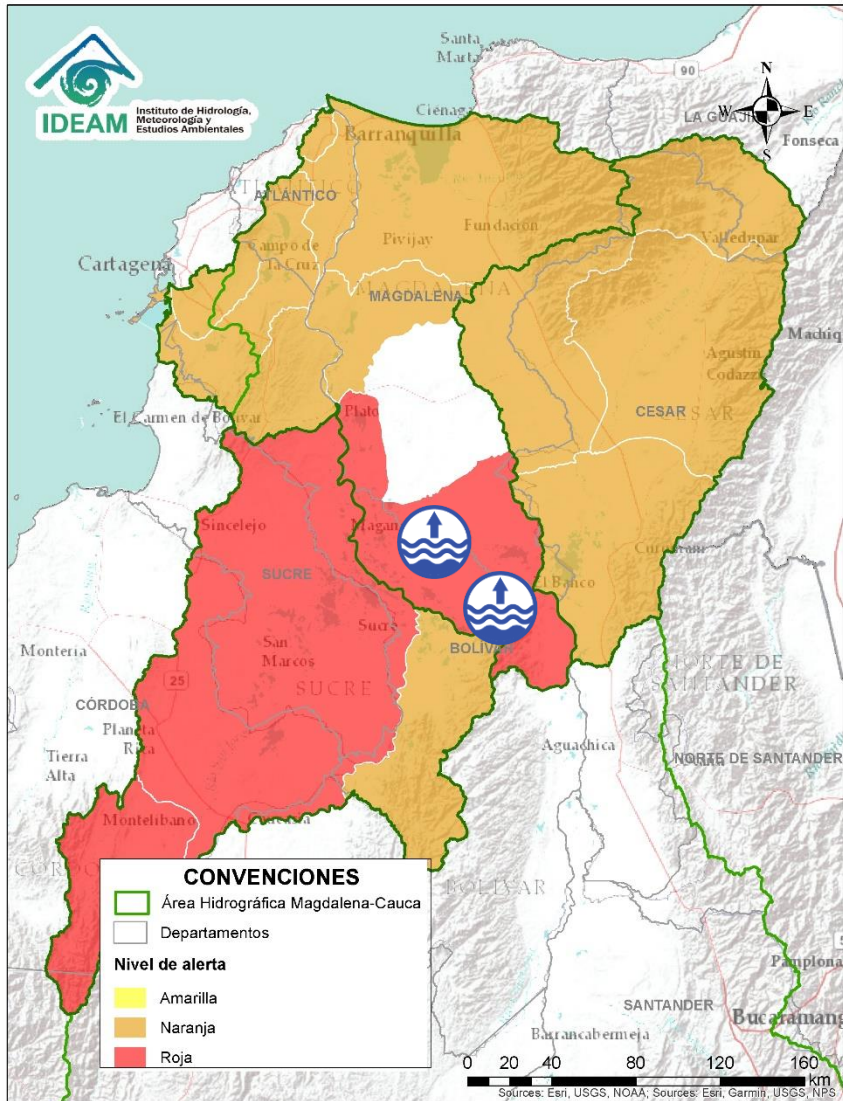 IDEAM
Instituto de Hidrología,
Meteorología y
Estudios Ambientales
Santa
Marta
90
N
W
E
S
Ciénaga
LA GUAJIRA
Fonseca
Barranquilla
ATLÁNTICO
Fundación
Pivijay
Valledupar
Campo de
la Cruz
Cartagena
MAGDALENA
MAGDALENA
Agustín
Codazzi
El Carmen de Bolívar
Plato
CESAR
Sincelejo
SUCRE
El Banco
Montería
San
Marcos
Sucre
BOLÍVAR
25
SUCRE
NORTE DE
SANTANDER
CÓRDOBA
Planeta
Rica
Tierra
Alta
Aguachica
NORTE DE SANTANDER
Montelíbano
BOLÍVAR
CONVENCIONES
Área Hidrográfica Magdalena-Cauca
Departamentos
Nivel de alerta
Amarilla
Naranja
Roja
Pamplona
SANTANDER
Barrancabermeja
0 20 40 80 120 160
km
Sources: Esri, USGS, NOAA; Sources: Esri, Garmin, USGS, NPS